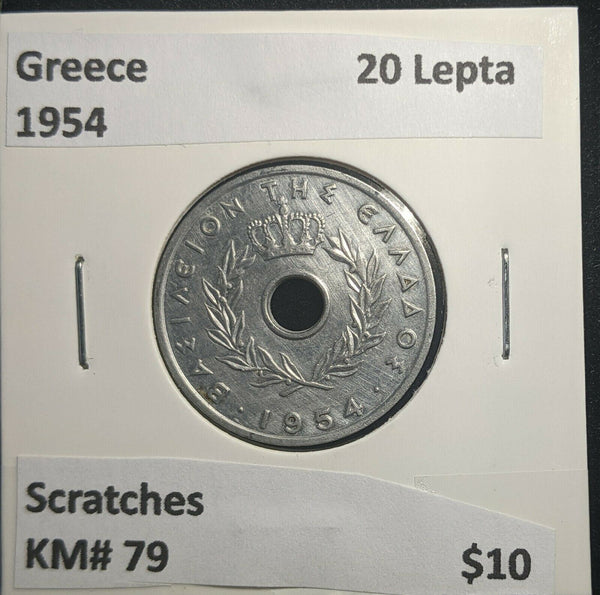 Greece 20 Lepta
1954
ΒΑΣΙΛΕΙΟΝ ΤΗΣ ΕΛΛΑΔΟΣ
· 1954 ·
Scratches
KM# 79 $10